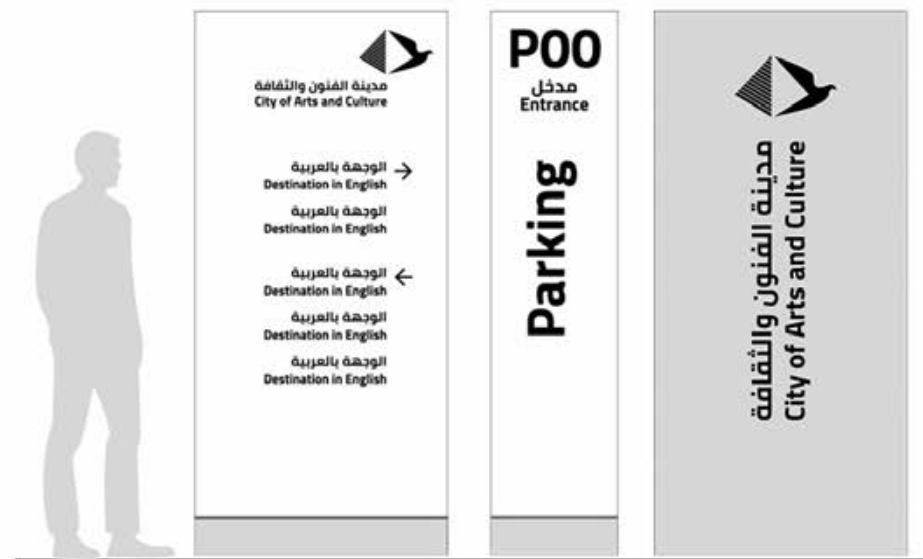 مدينة الفنون والثقافة
City of Arts and Culture
الوجهة بالعربية
Destination in English
الوجهة بالعربية
Destination in English
الوجهة بالعربية
Destination in English
الوجهة بالعربية
Destination in English
الوجهة بالعربية
Destination in English
P00
مدخل
Entrance
Parking
مدينة الفنون والثقافة
City of Arts and Culture